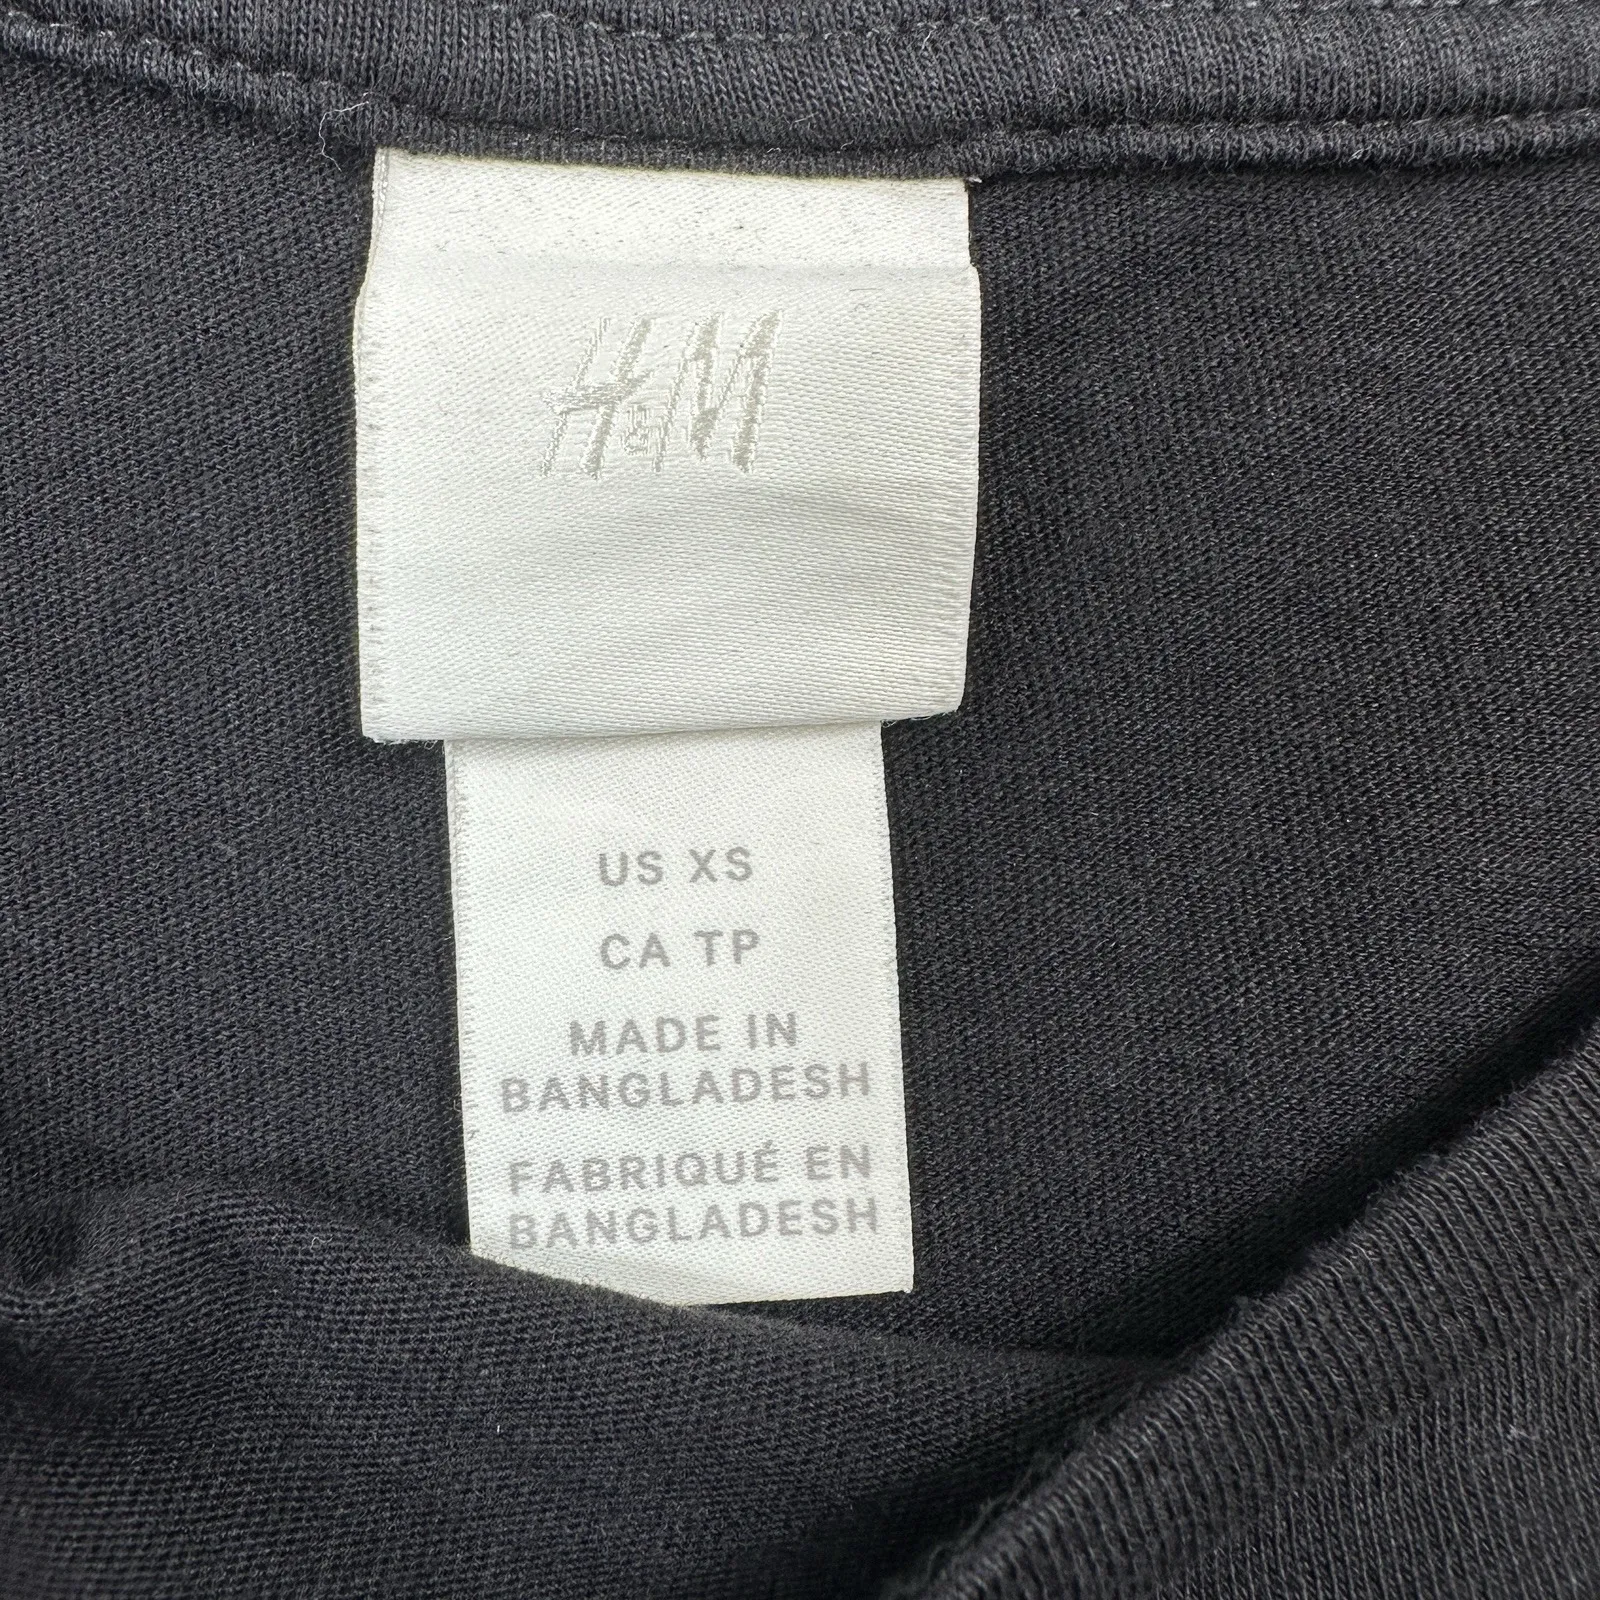 H&M
US XS
CA TP
MADE IN
BANGLADESH
FABRIQUÉ EN
BANGLADESH